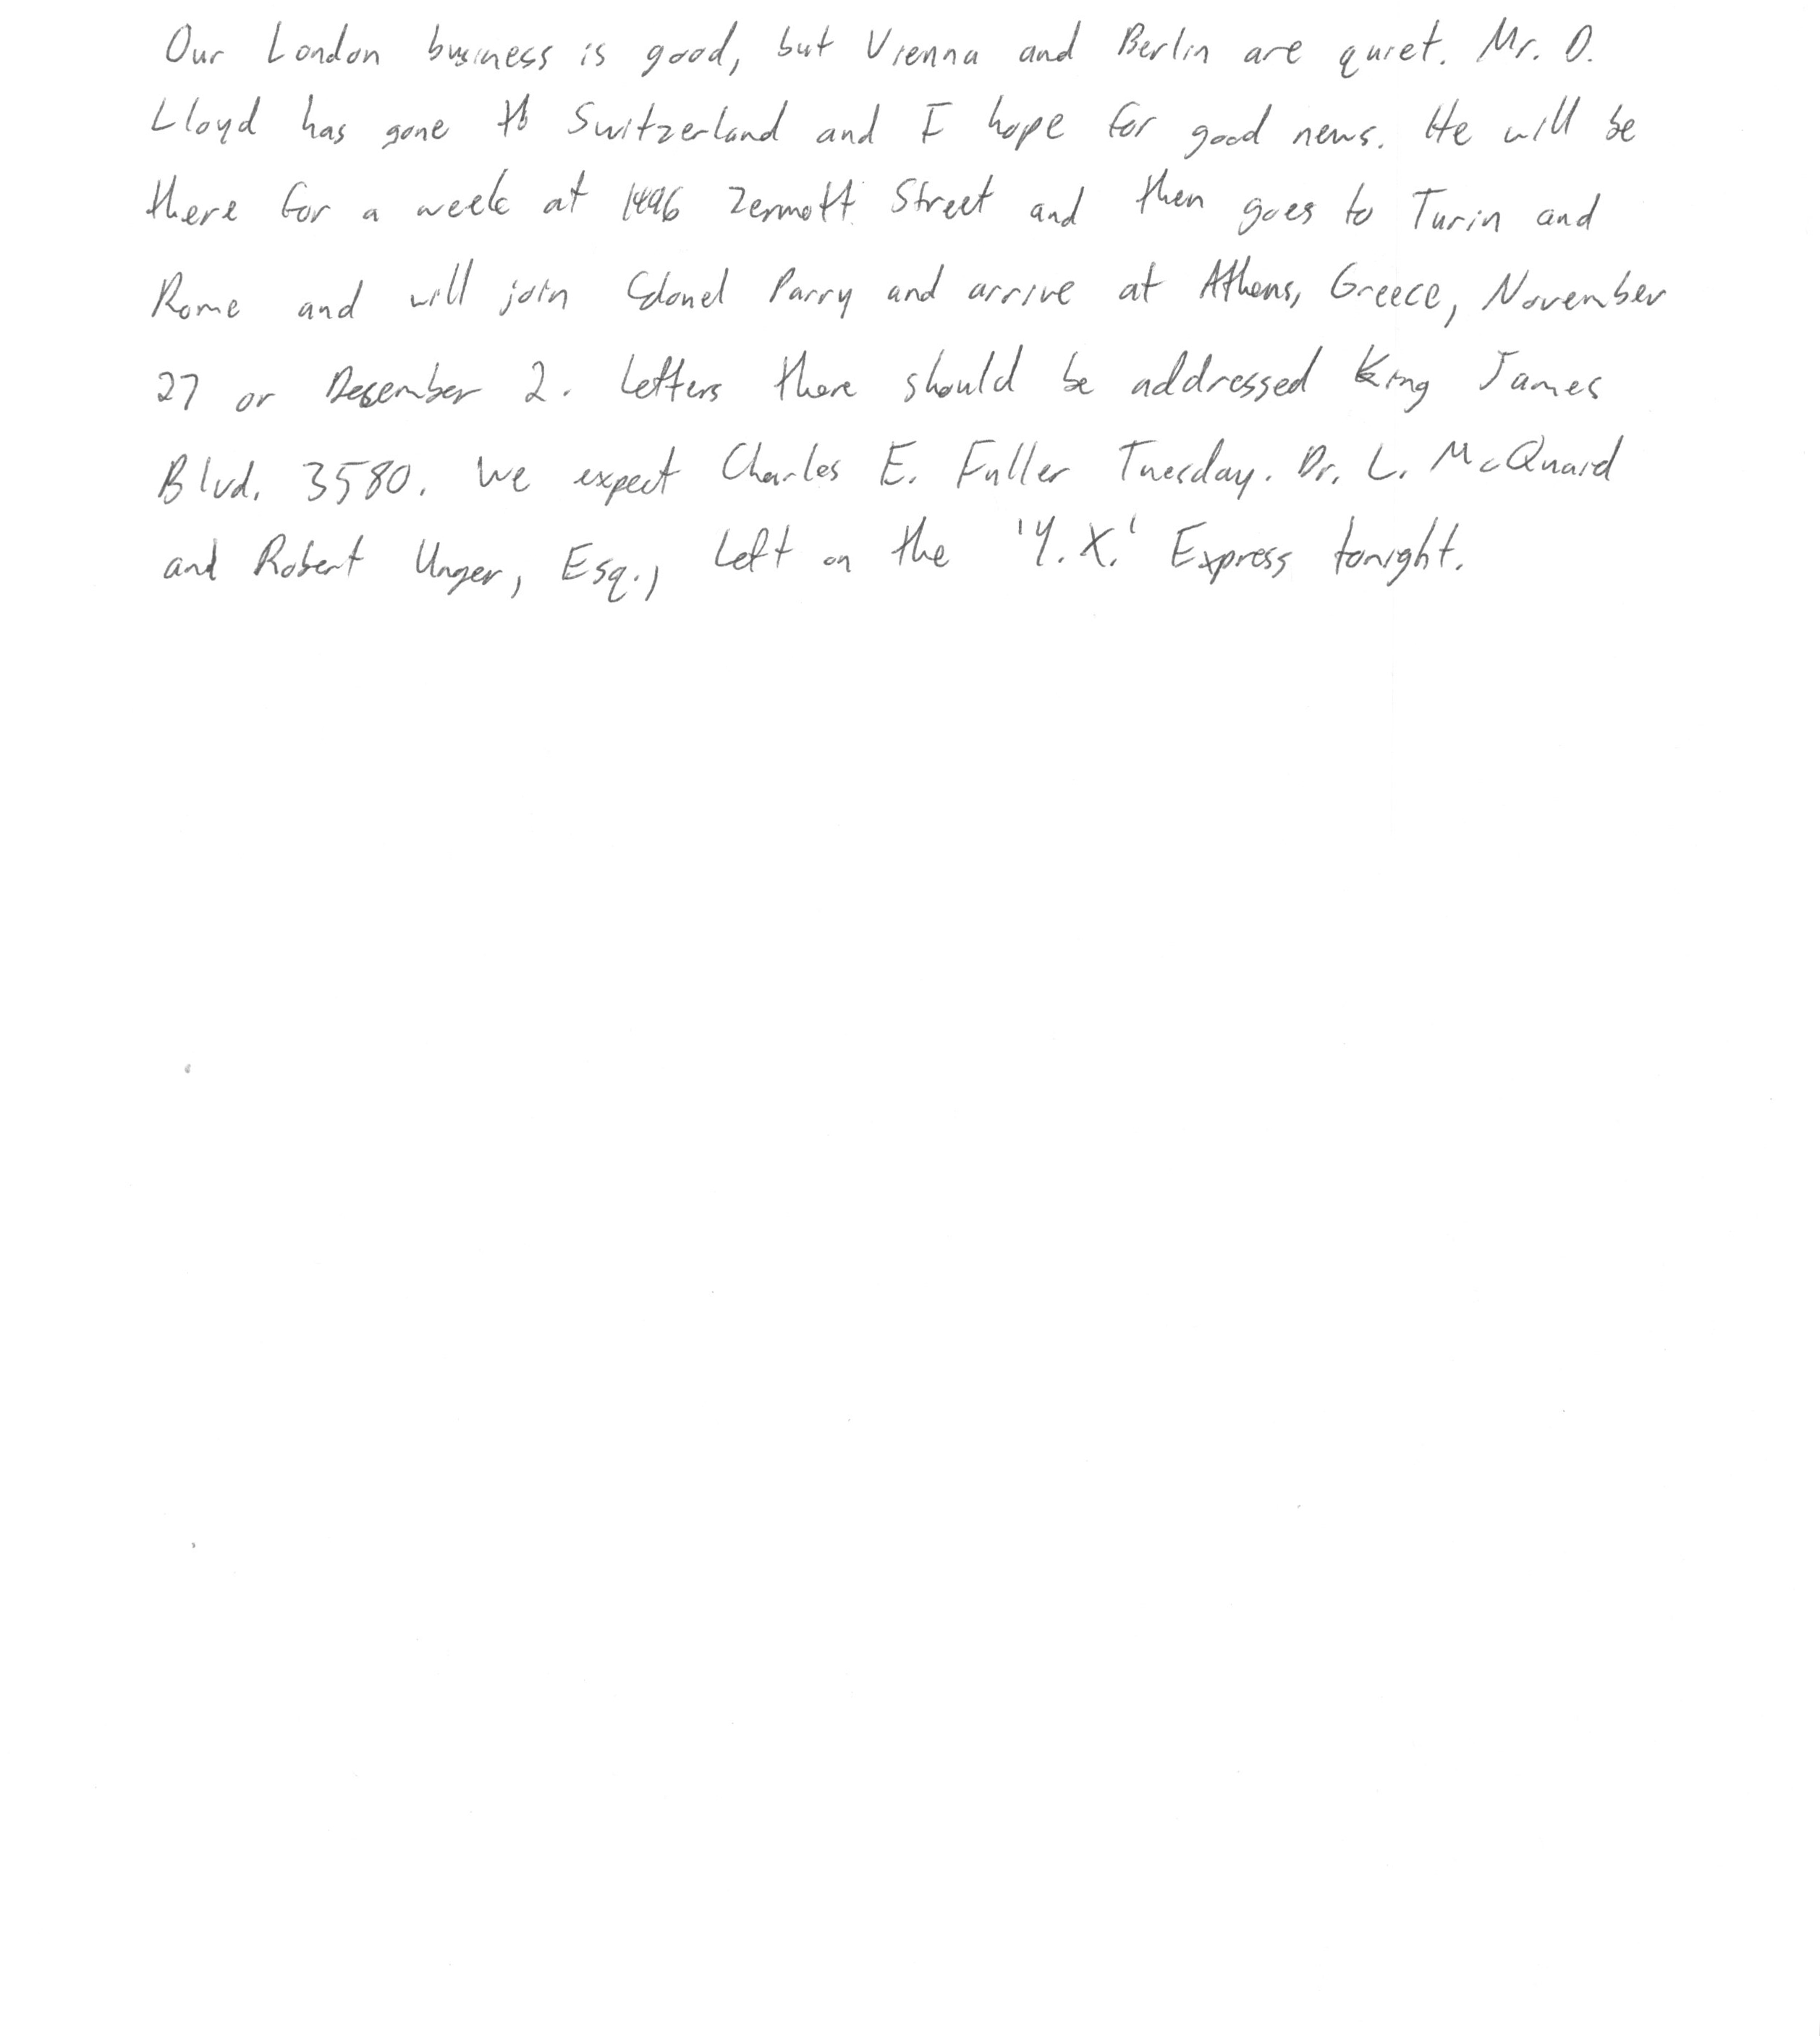 Our London business is good, but Vienna and Berlin are quiet. Mr. D.
Lloyd has gone to Switzerland and I hope for good news. He will be
there for a week at 1496 Zermott Street and then goes to Turin and
Rome and will join Colonel Parry and arrive at Athens, Greece, November
27 or December 2. Letters there should be addressed King James
Blvd. 3580. We expect Charles E. Fuller Tuesday. Dr. L. McQuaid
and Robert Unger, Esq., left on the 'Y.X.' Express tonight.